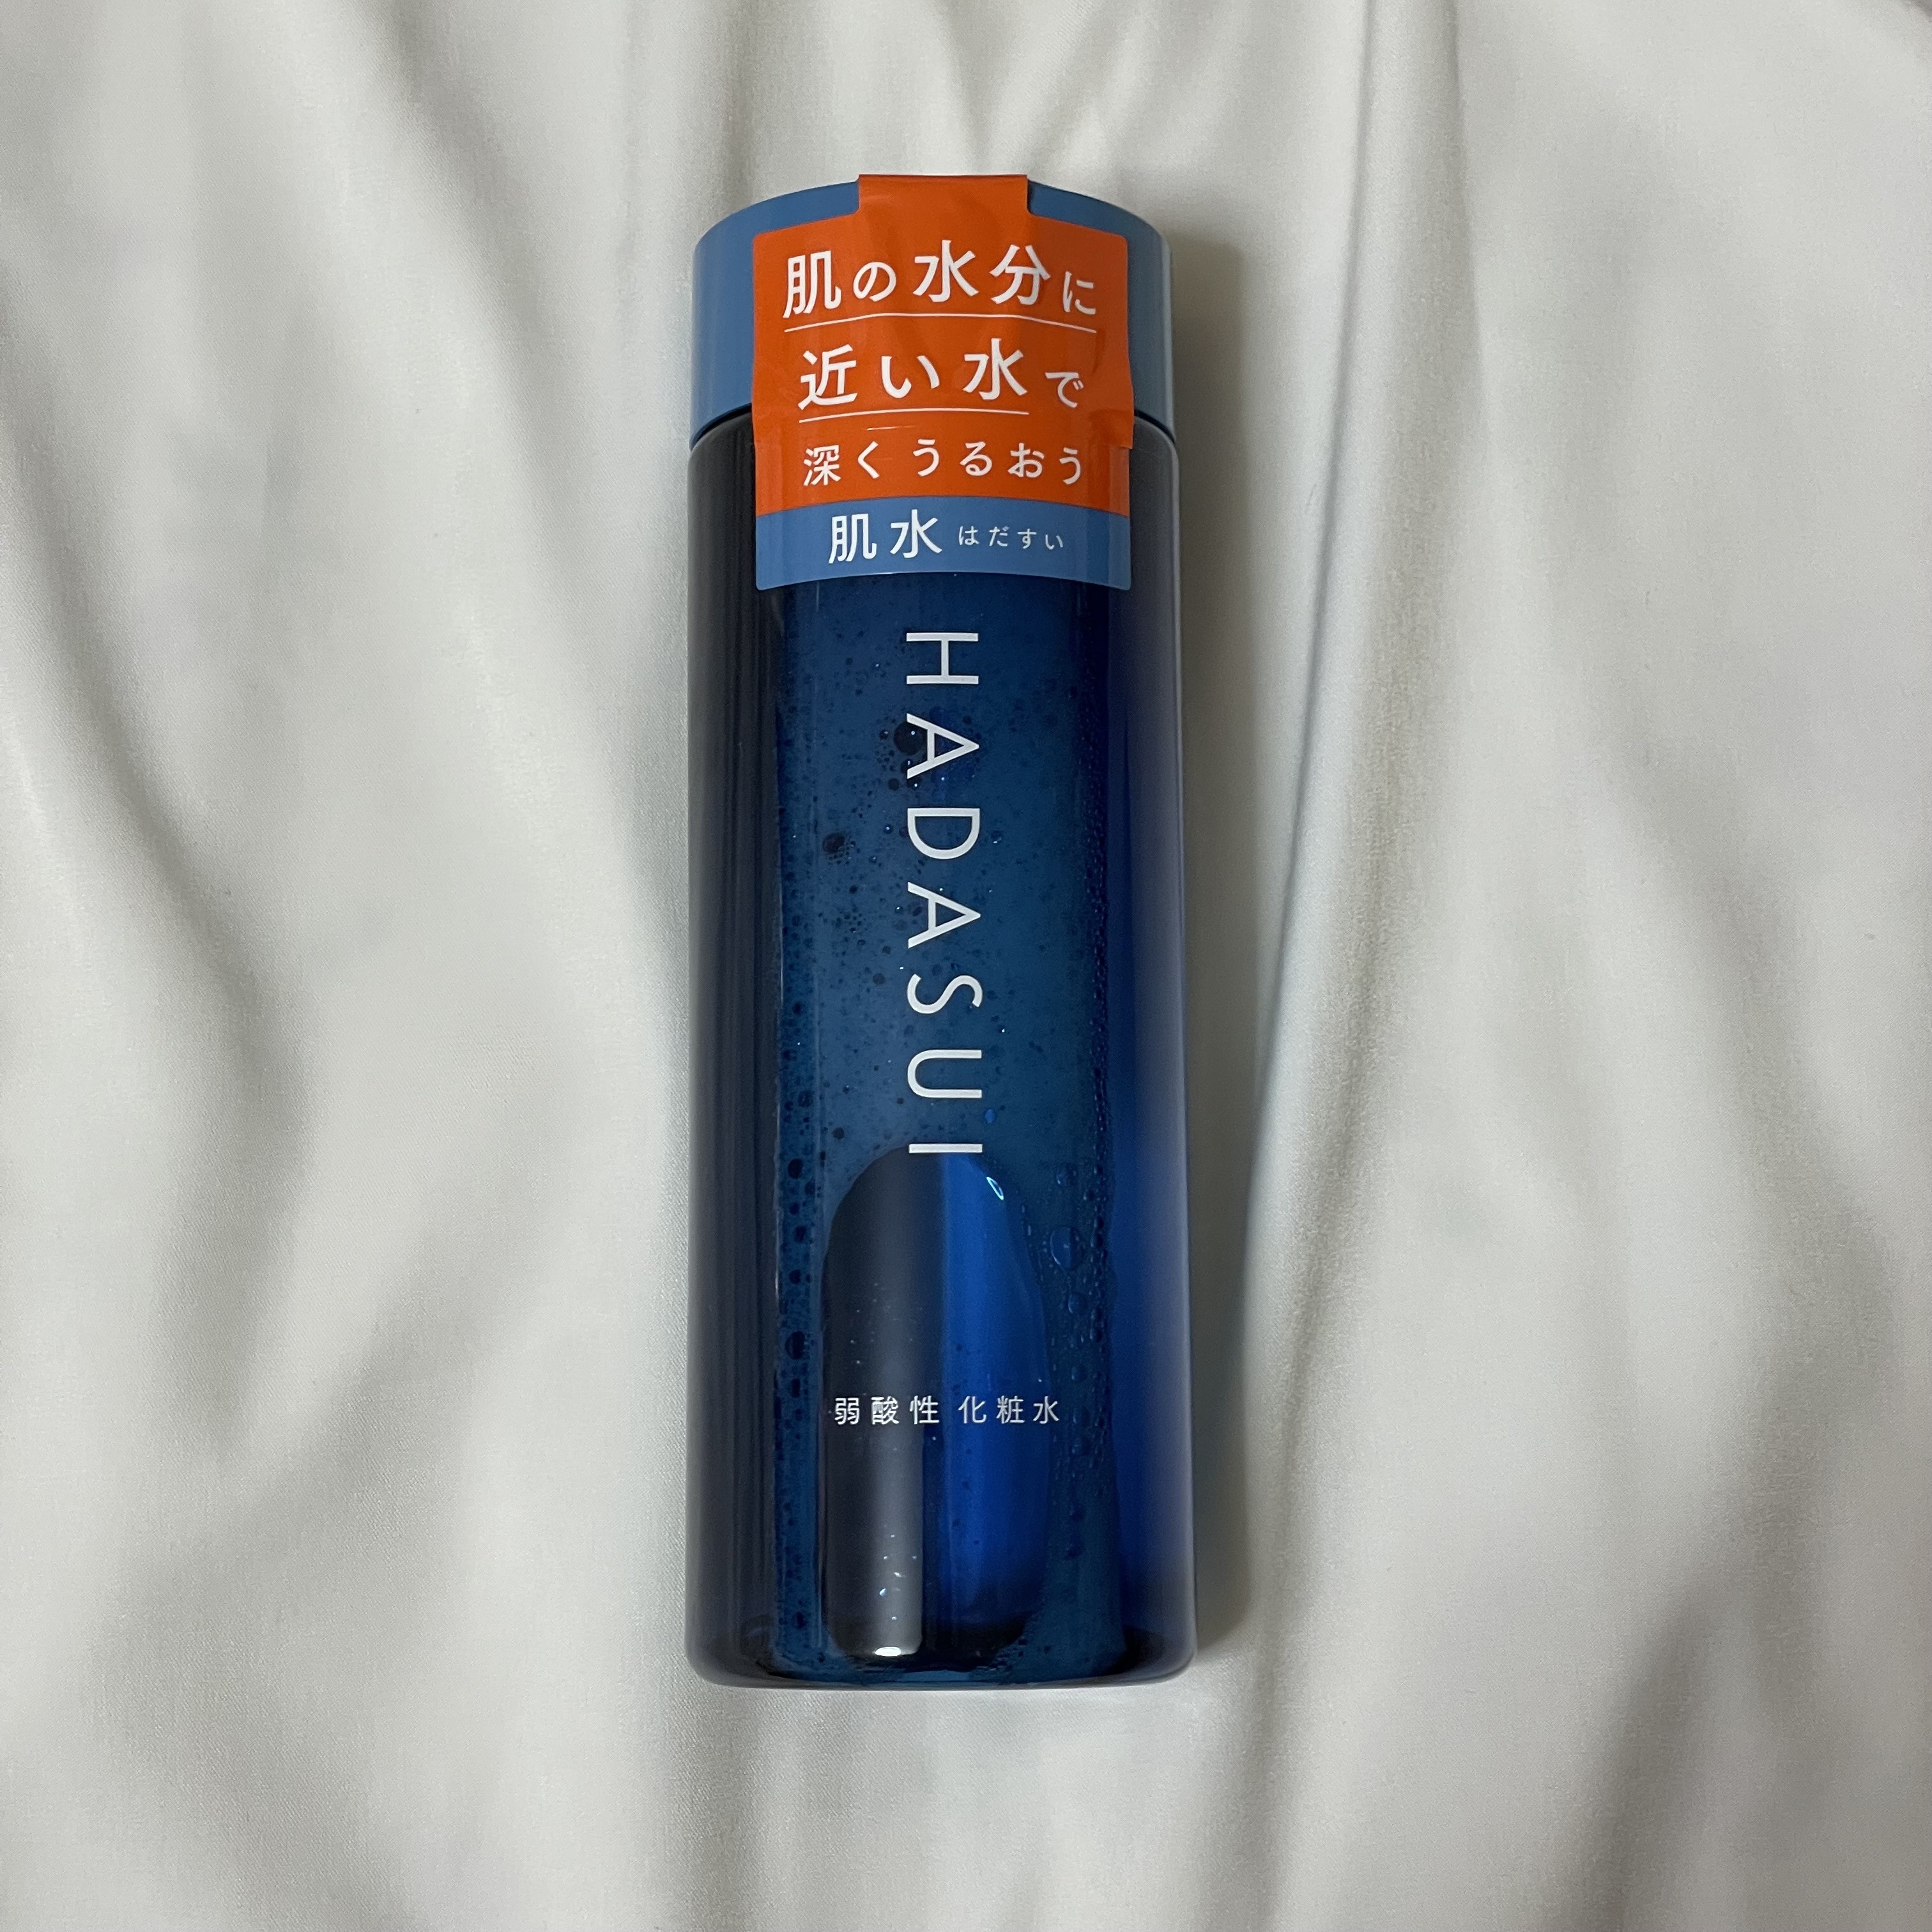 肌の水分に
近い水で
深くうるおう
肌水 はだすい
HADASUI
弱酸性 化粧水